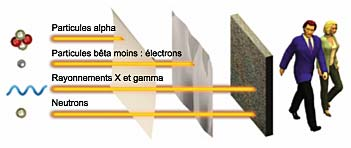 Particules alpha
Particules bêta moins : électrons
Rayonnements X et gamma
Neutrons